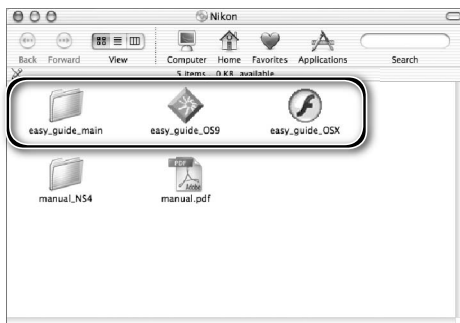 Nikon
Back Forward View Computer Home Favorites Applications Search
5 items, 0 KB available
easy_guide_main easy_guide_OS9 easy_guide_OSX
PDF
Adobe
manual_NS4 manual.pdf